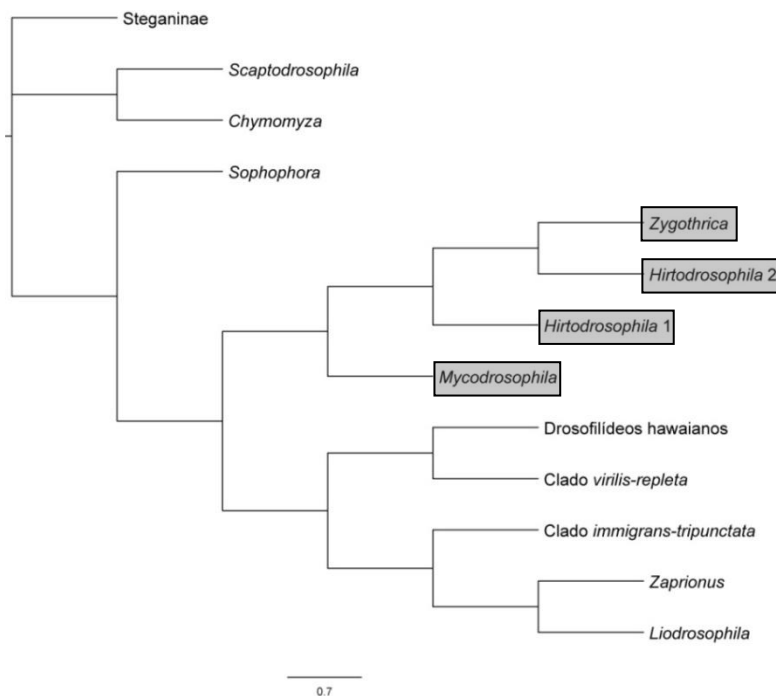 Steganinae
Scaptodrosophila
Chymomyza
Sophophora
Zygothrica
Hirtodrosophila 2
Hirtodrosophila 1
Mycodrosophila
Drosofilídeos hawaianos
Clado virilis-repleta
Clado immigrans-tripunctata
Zaprionus
Liodrosophila
0.7